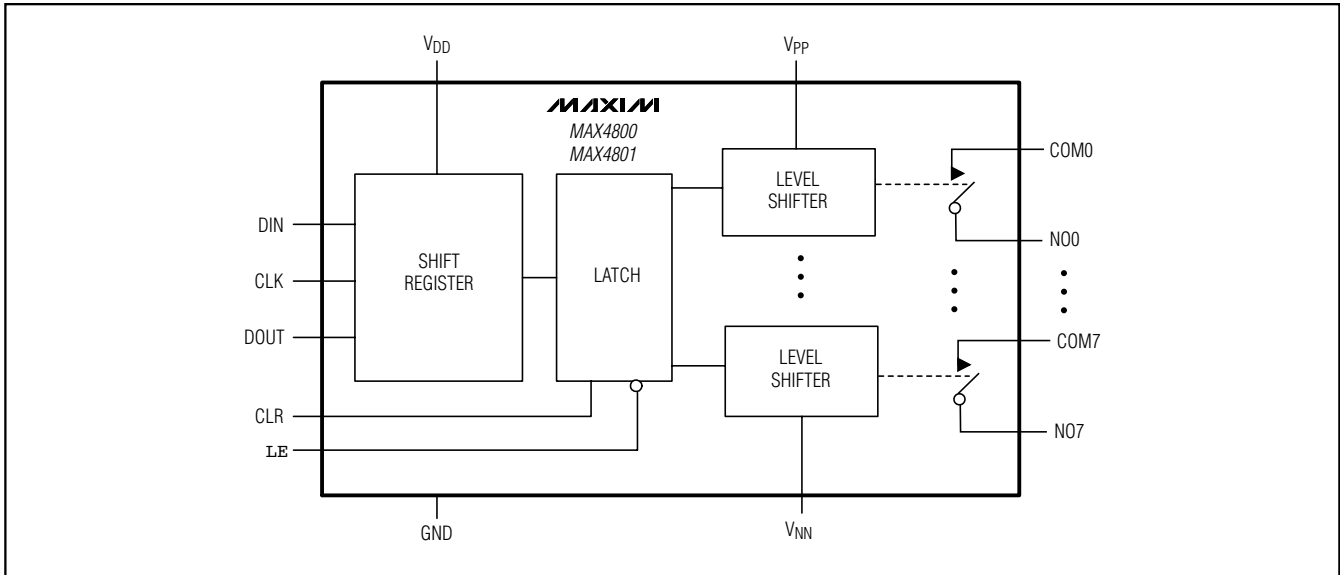 VDD
VPP
MAXIM
MAX4800
MAX4801
COM0
LEVEL
SHIFTER
DIN
NO0
SHIFT
REGISTER
LATCH
CLK
DOUT
COM7
LEVEL
SHIFTER
CLR
NO7
LE
GND
VNN